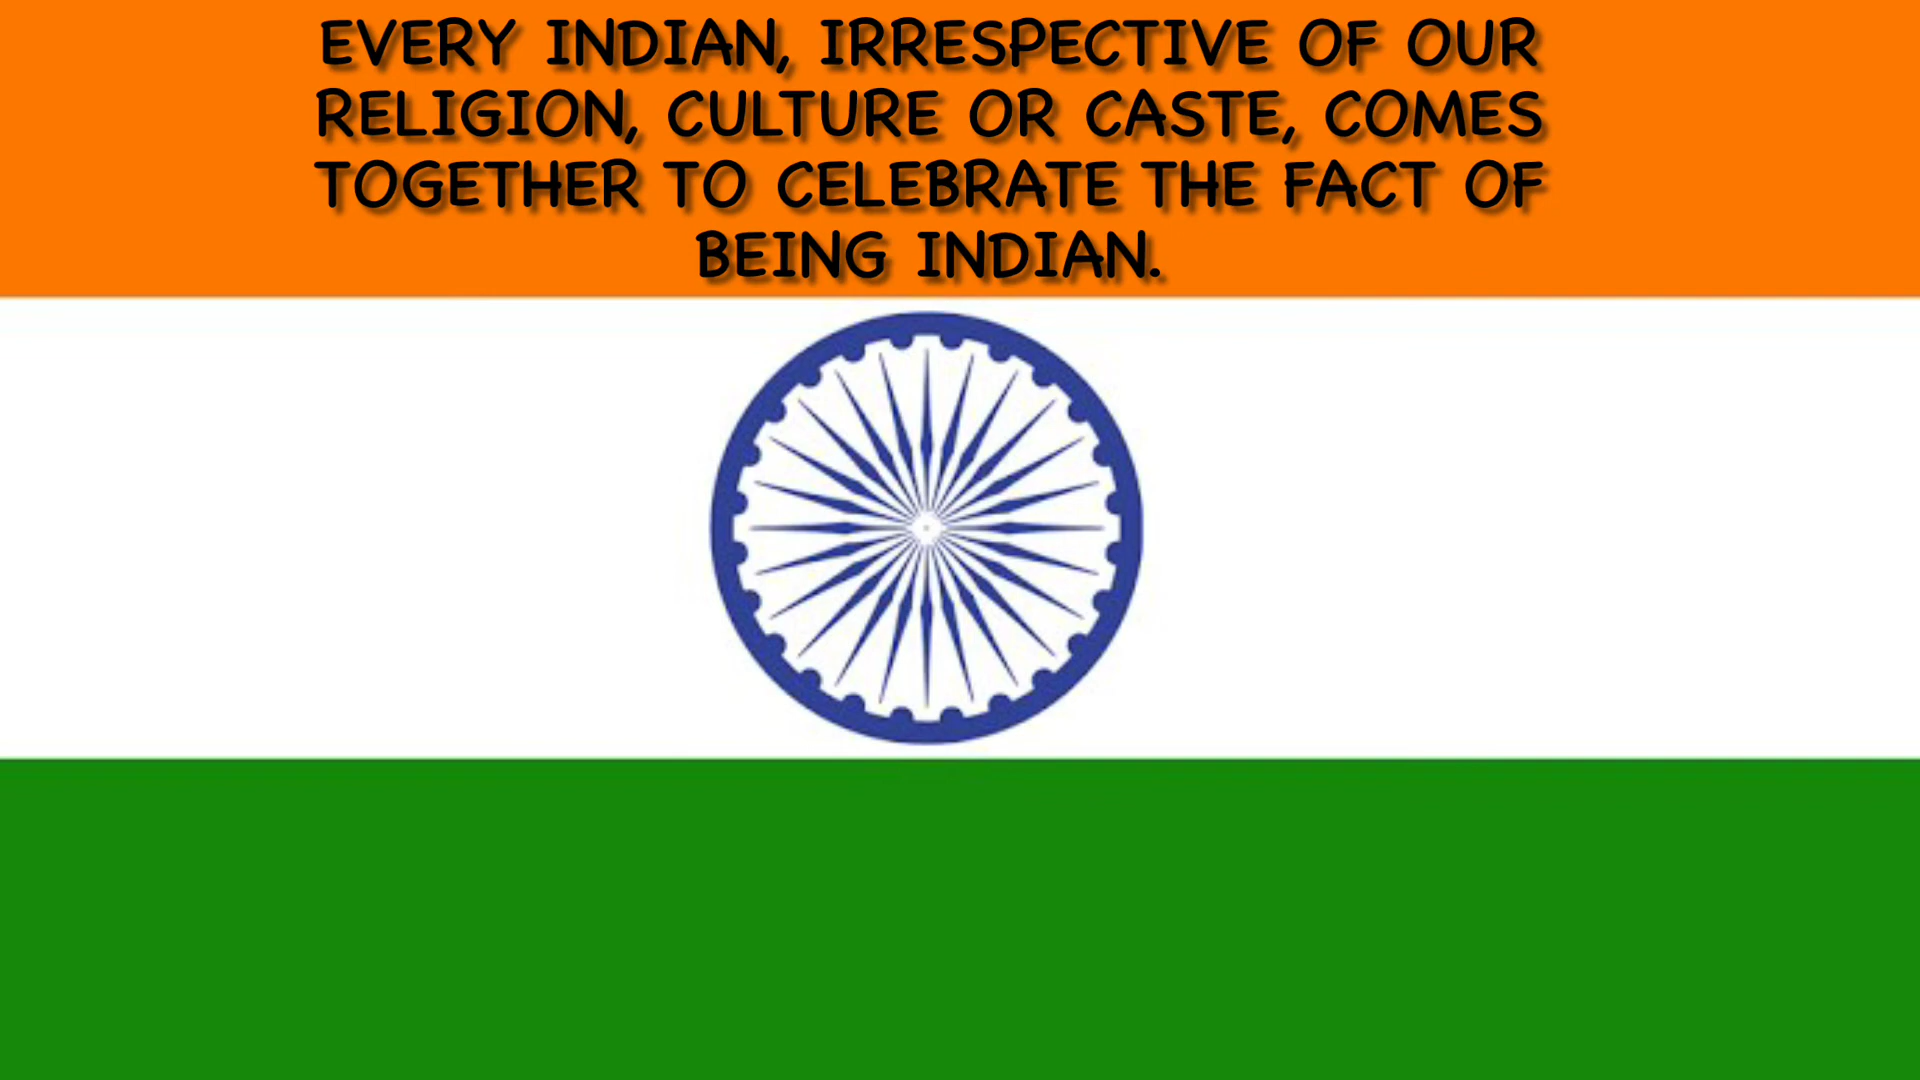 EVERY INDIAN, IRRESPECTIVE OF OUR
RELIGION, CULTURE OR CASTE, COMES
TOGETHER TO CELEBRATE THE FACT OF
BEING INDIAN.